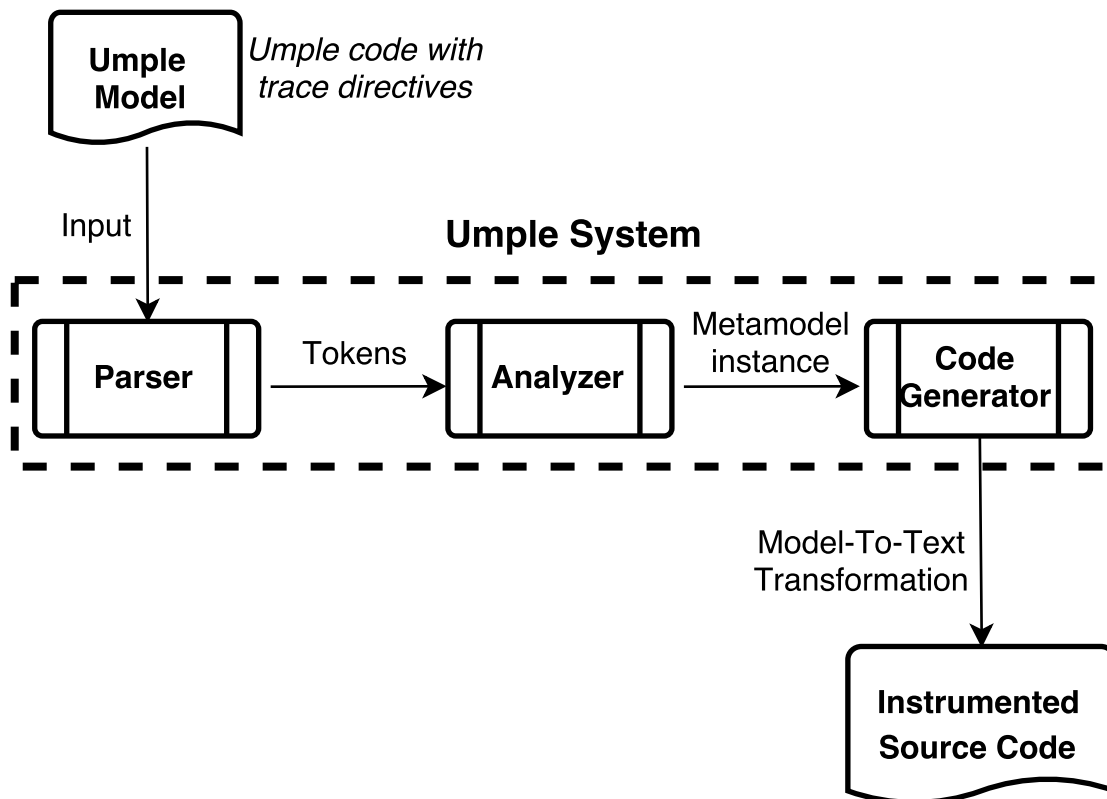 Umple
Model
Umple code with
trace directives
Input
Umple System
Parser
Tokens
Analyzer
Metamodel
instance
Code
Generator
Model-To-Text
Transformation
Instrumented
Source Code